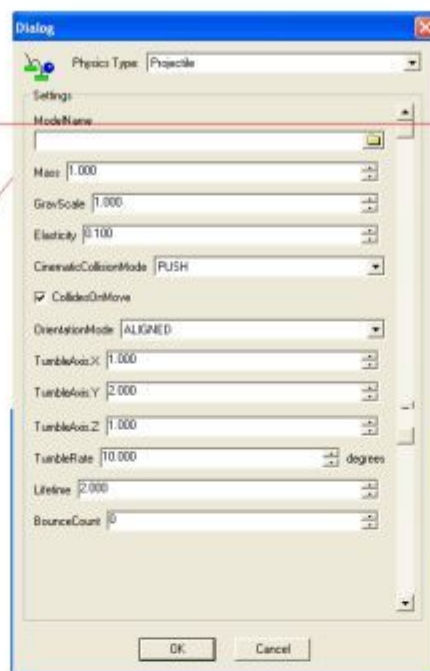 Dialog
Physics Type: Projectile
Settings
ModelName
Mass 1.000
GravScale 1.000
Elasticity 0.100
CinematicCollisionMode PUSH
CollidesOnMove
OrientationMode ALIGNED
TumbleAxis.X 1.000
TumbleAxis.Y 2.000
TumbleAxis.Z 1.000
TumbleRate 10.000 degrees
Lifetime 2.000
BounceCount 0
OK Cancel